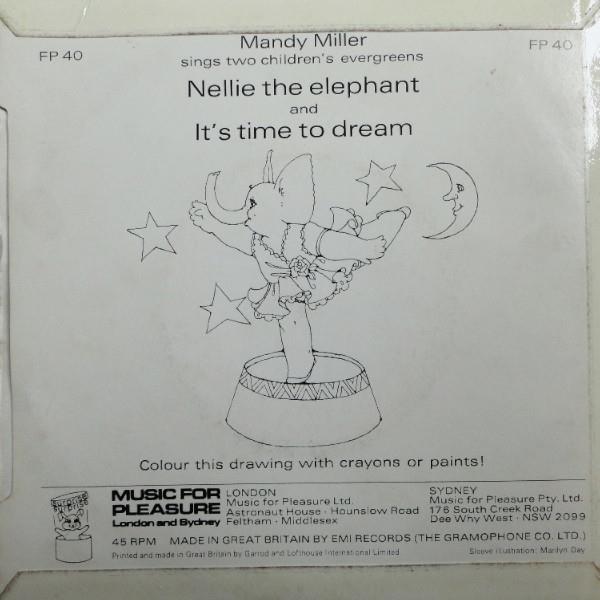 FP 40
Mandy Miller
FP 40
sings two children's evergreens
Nellie the elephant
and
It's time to dream
Colour this drawing with crayons or paints!
surprise
surprise
MUSIC FOR
PLEASURE
London and Sydney
LONDON
Music for Pleasure Ltd.
Astronaut House · Hounslow Road
Feltham · Middlesex
SYDNEY
Music for Pleasure Pty. Ltd.
176 South Creek Road
Dee Why West · NSW 2099
45 RPM MADE IN GREAT BRITAIN BY EMI RECORDS (THE GRAMOPHONE CO. LTD.)
Printed and made in Great Britain by Garrod and Lofthouse International Limited
Sleeve illustration: Marilyn Day